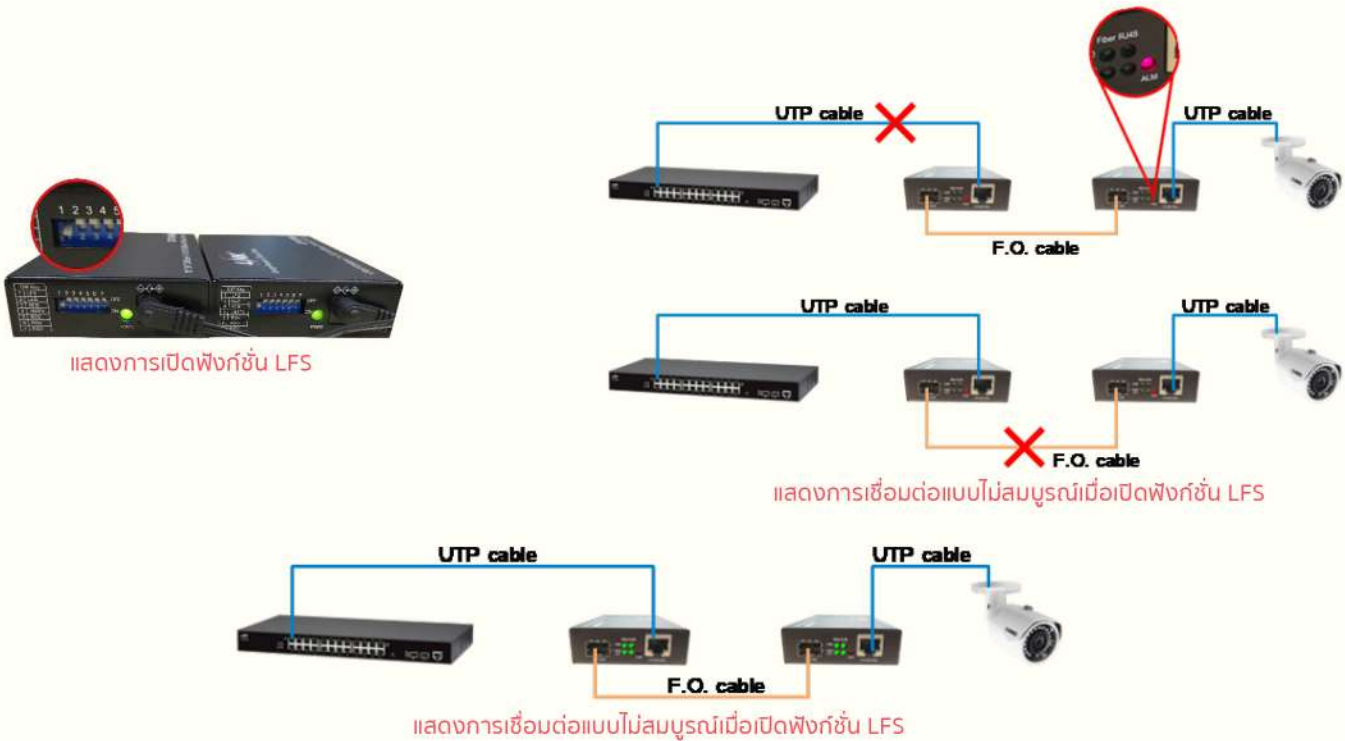 Fiber RJ45
ALM
UTP cable
UTP cable
F.O. cable
1 2 3 4 5
แสดงการเปิดฟังก์ชั่น LFS
UTP cable
UTP cable
F.O. cable
แสดงการเชื่อมต่อแบบไม่สมบูรณ์เมื่อเปิดฟังก์ชั่น LFS
UTP cable
UTP cable
F.O. cable
แสดงการเชื่อมต่อแบบไม่สมบูรณ์เมื่อเปิดฟังก์ชั่น LFS